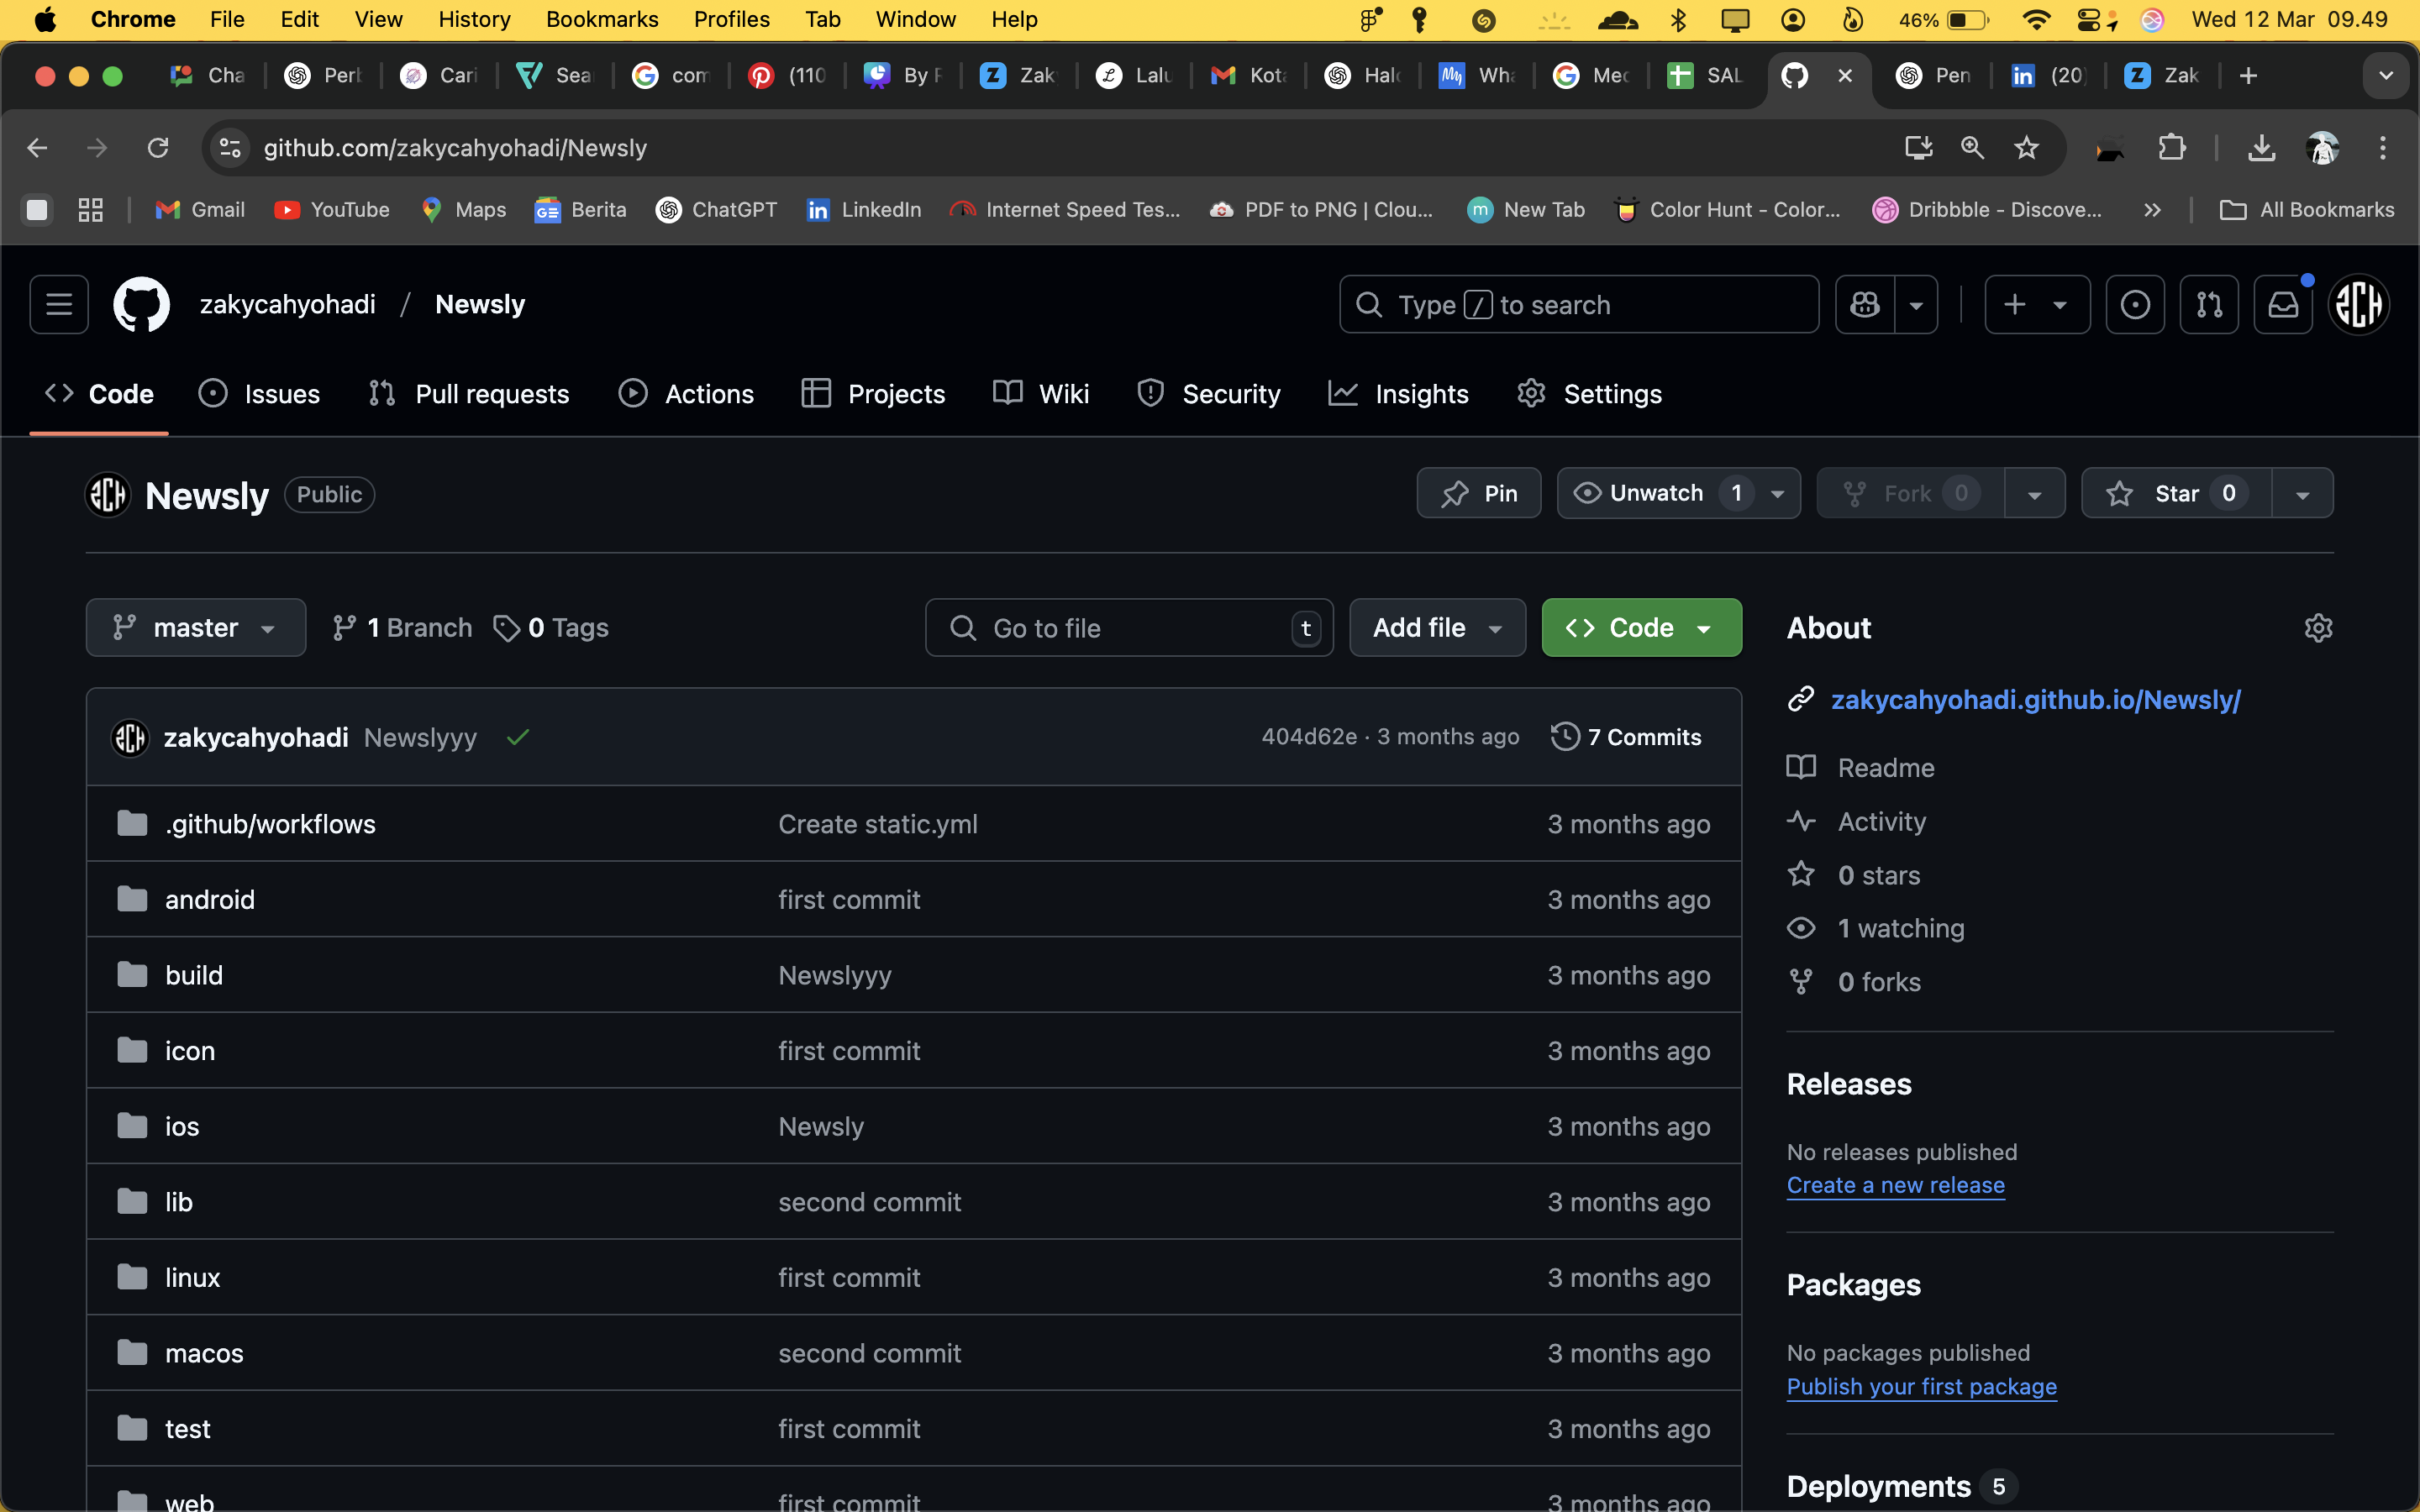 Chrome File Edit View History Bookmarks Profiles Tab Window Help 46% Wed 12 Mar 09.49
Cha Perb Cari Sea com (110 By F Zak Lalu Kota Halo Wha Med SAL Pen (20) Zak
github.com/zakycahyohadi/Newsly
Gmail YouTube Maps Berita ChatGPT LinkedIn Internet Speed Tes... PDF to PNG | Clou... New Tab Color Hunt - Color... Dribbble - Discove... All Bookmarks
zakycahyohadi / Newsly Type / to search
Code Issues Pull requests Actions Projects Wiki Security Insights Settings
Newsly Public Pin Unwatch 1 Fork 0 Star 0
master 1 Branch 0 Tags Go to file t Add file Code
zakycahyohadi Newslyyy 404d62e · 3 months ago 7 Commits
.github/workflows Create static.yml 3 months ago
android first commit 3 months ago
build Newslyyy 3 months ago
icon first commit 3 months ago
ios Newsly 3 months ago
lib second commit 3 months ago
linux first commit 3 months ago
macos second commit 3 months ago
test first commit 3 months ago
web first commit 3 months ago
About
zakycahyohadi.github.io/Newsly/
Readme
Activity
0 stars
1 watching
0 forks
Releases
No releases published
Create a new release
Packages
No packages published
Publish your first package
Deployments 5